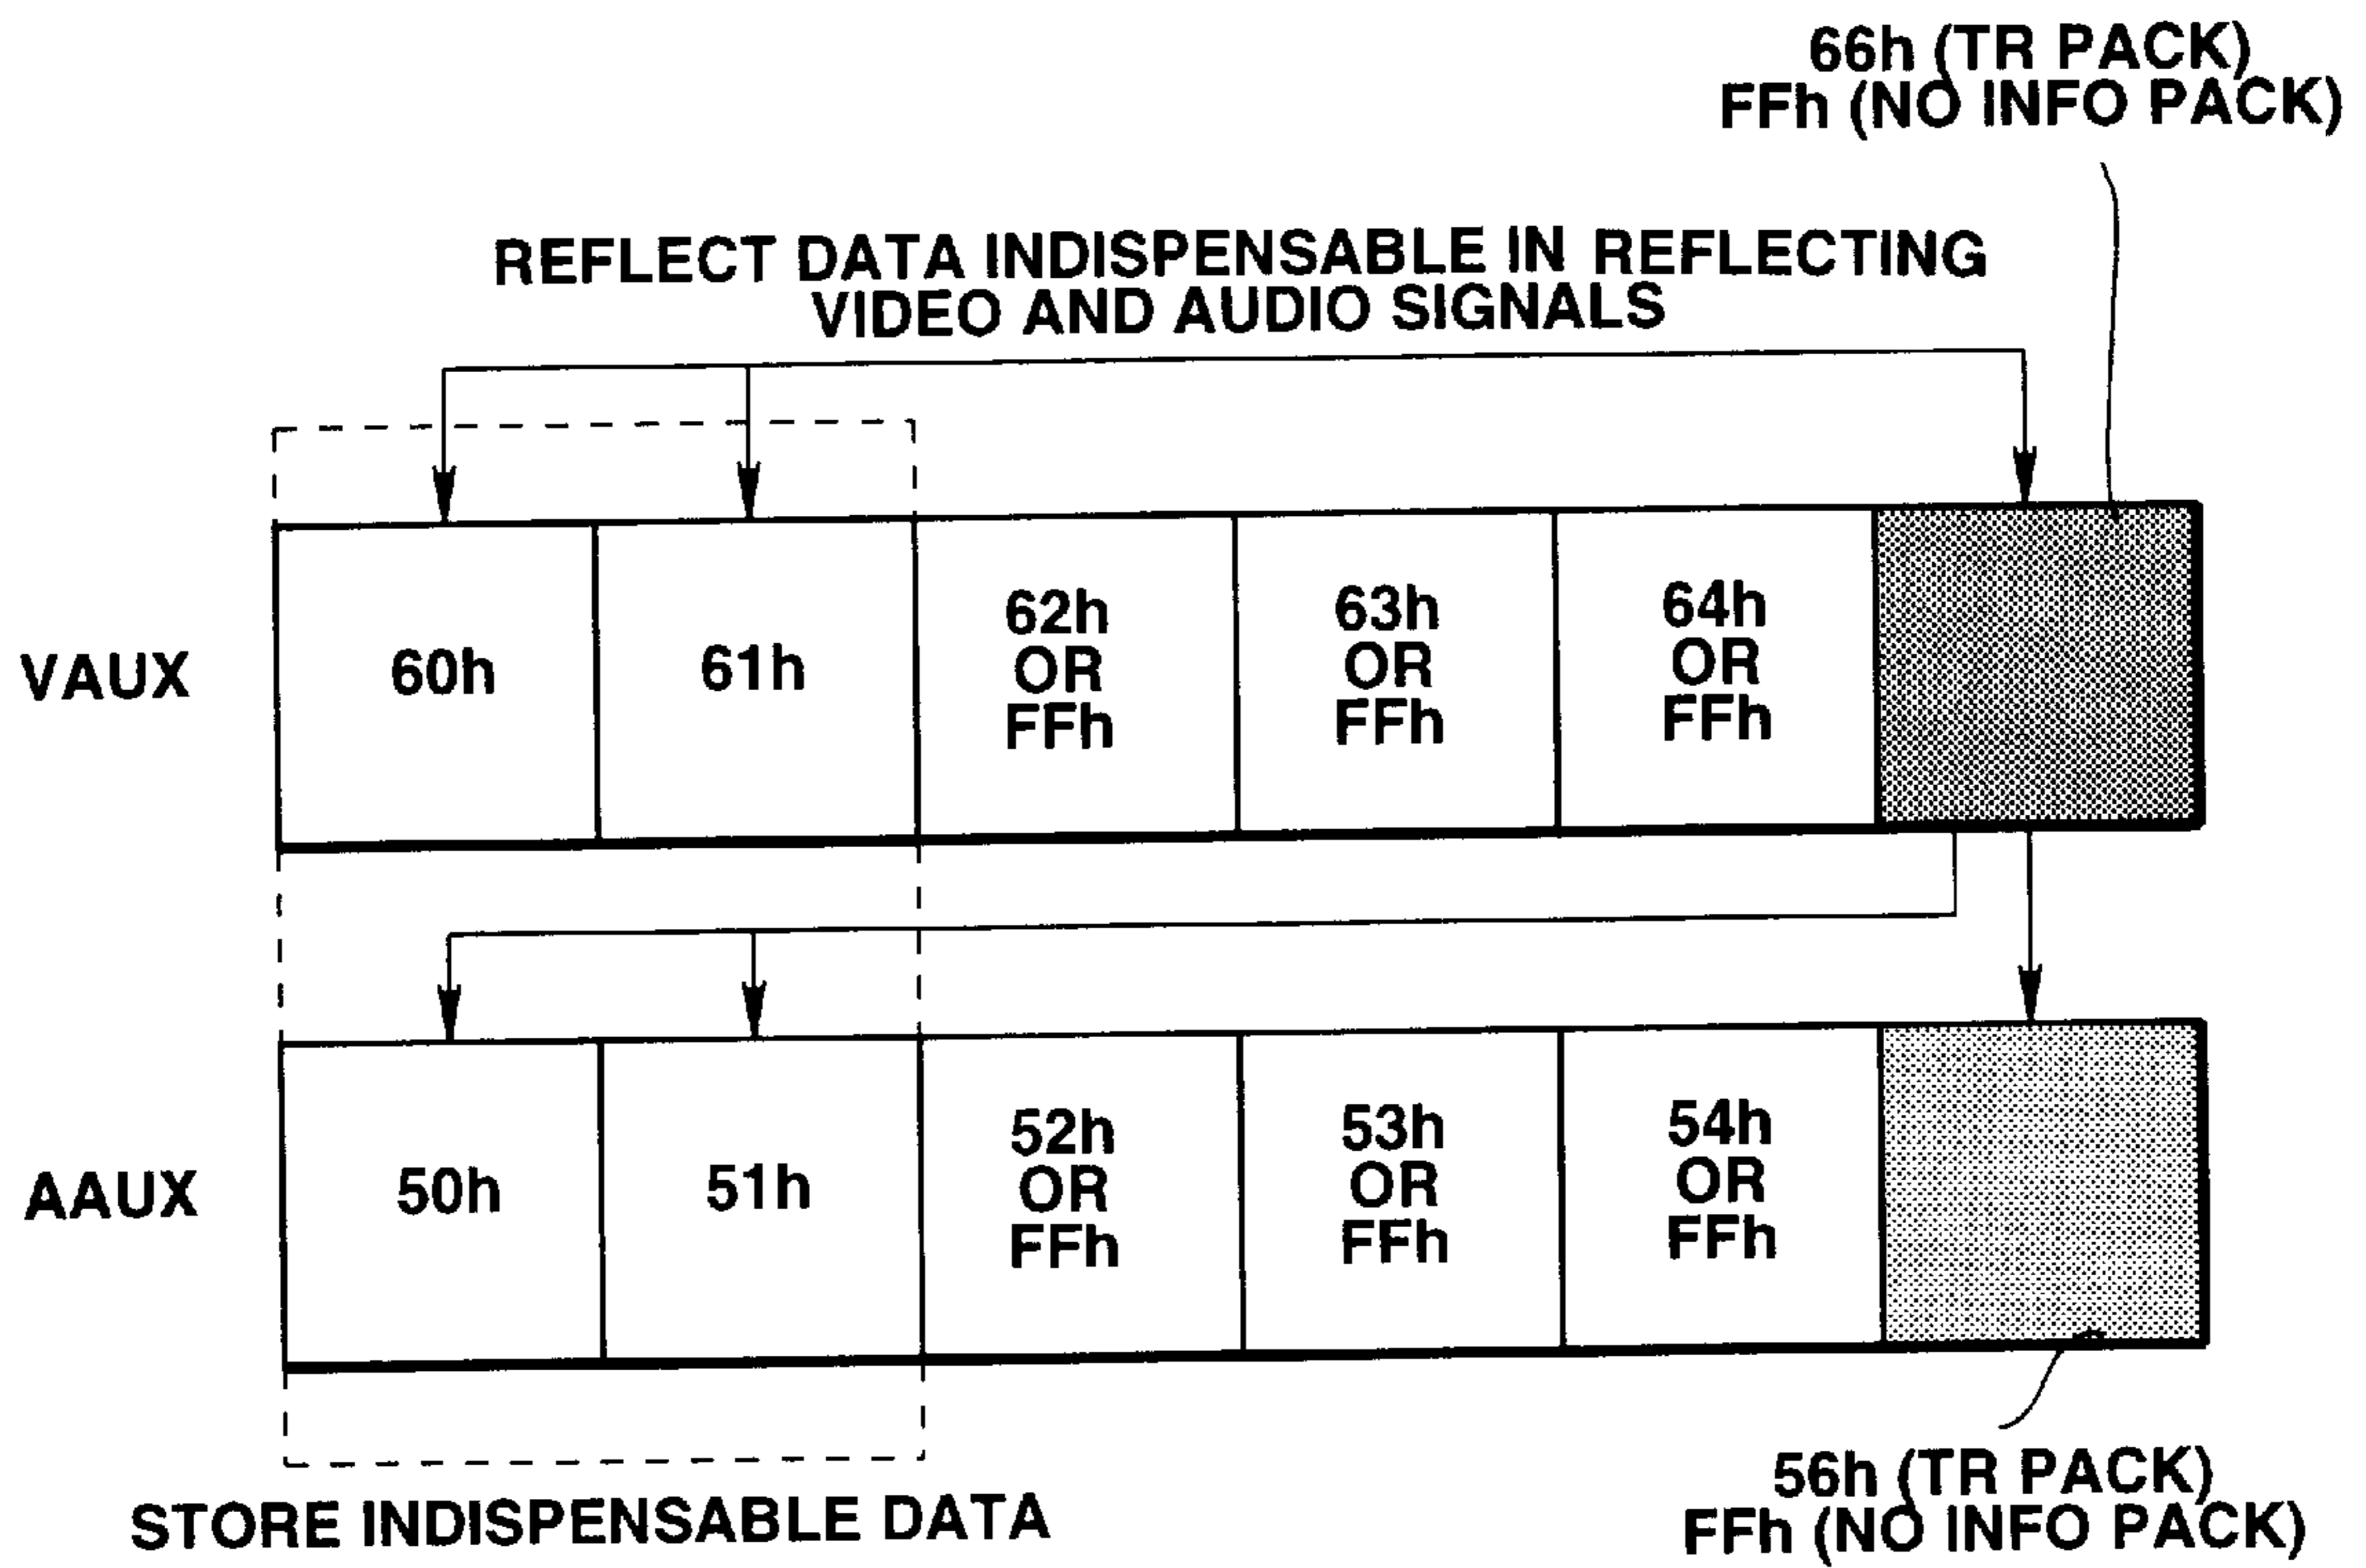 66h (TR PACK)
FFh (NO INFO PACK)
REFLECT DATA INDISPENSABLE IN REFLECTING
VIDEO AND AUDIO SIGNALS
VAUX
60h
61h
62h
OR
FFh
63h
OR
FFh
64h
OR
FFh
AAUX
50h
51h
52h
OR
FFh
53h
OR
FFh
54h
OR
FFh
56h (TR PACK)
FFh (NO INFO PACK)
STORE INDISPENSABLE DATA